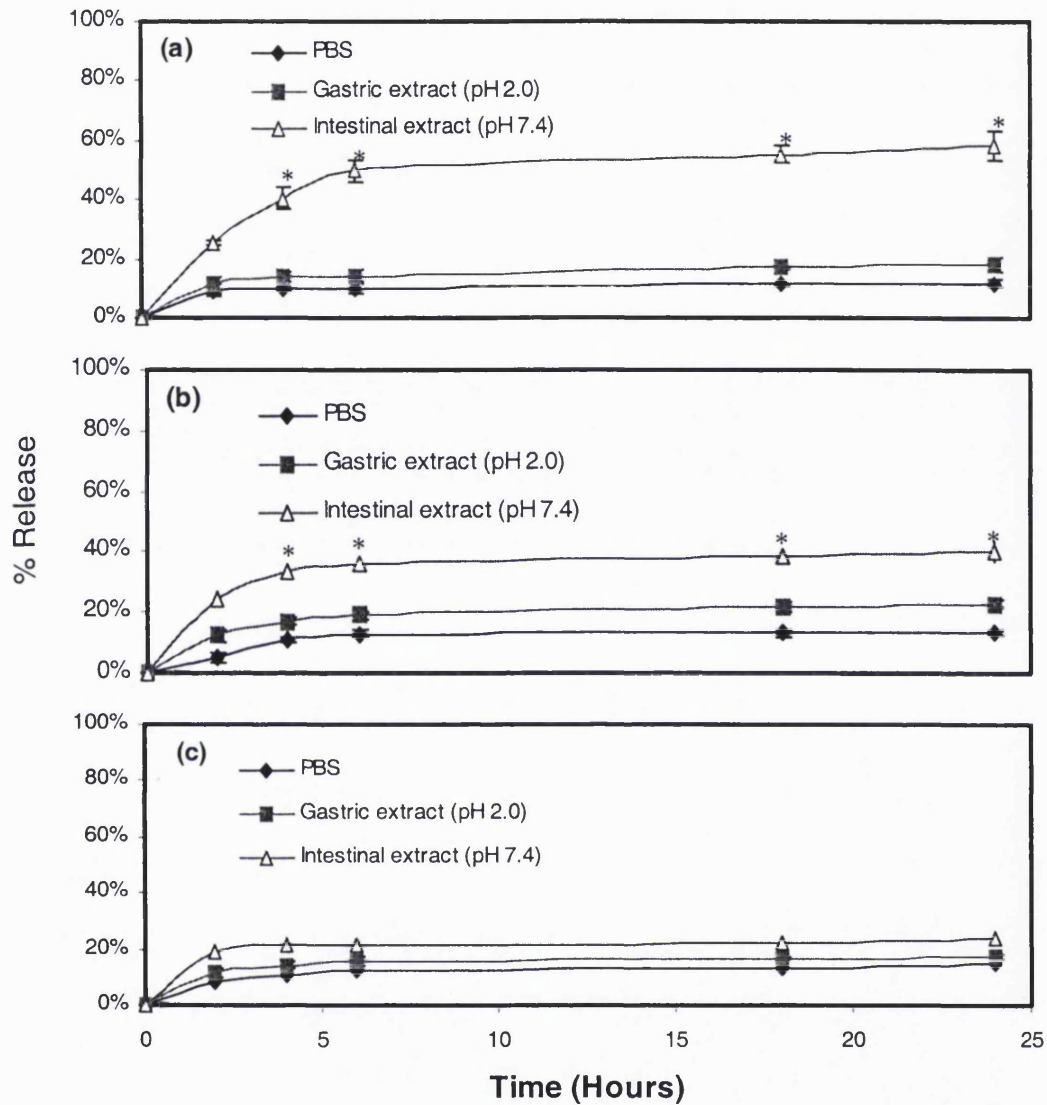 100%
(a)
PBS
80%
Gastric extract (pH 2.0)
Intestinal extract (pH 7.4)
60%
*
*
*
*
40%
20%
0%
100%
(b)
PBS
80%
Gastric extract (pH 2.0)
60%
Intestinal extract (pH 7.4)
40%
*
*
*
*
20%
0%
% Release
100%
(c)
PBS
80%
Gastric extract (pH 2.0)
60%
Intestinal extract (pH 7.4)
40%
20%
0%
0 5 10 15 20 25
Time (Hours)